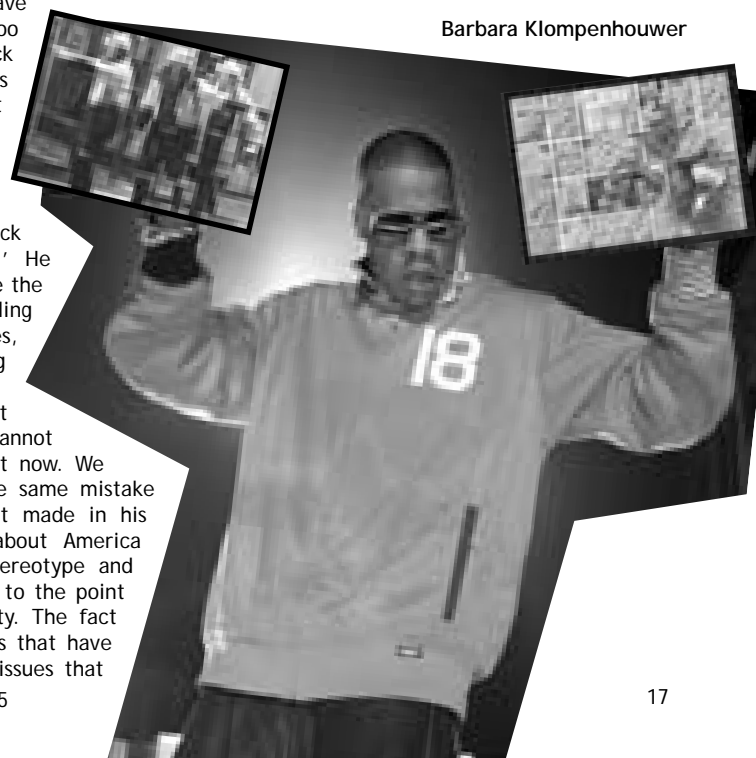 ave
oo
ck
s
t
ck
' He
e the
ling
es,
g
t
annot
t now. We
e same mistake
t made in his
about America
ereotype and
to the point
ty. The fact
s that have
issues that
5
Barbara Klompenhouwer
18
17